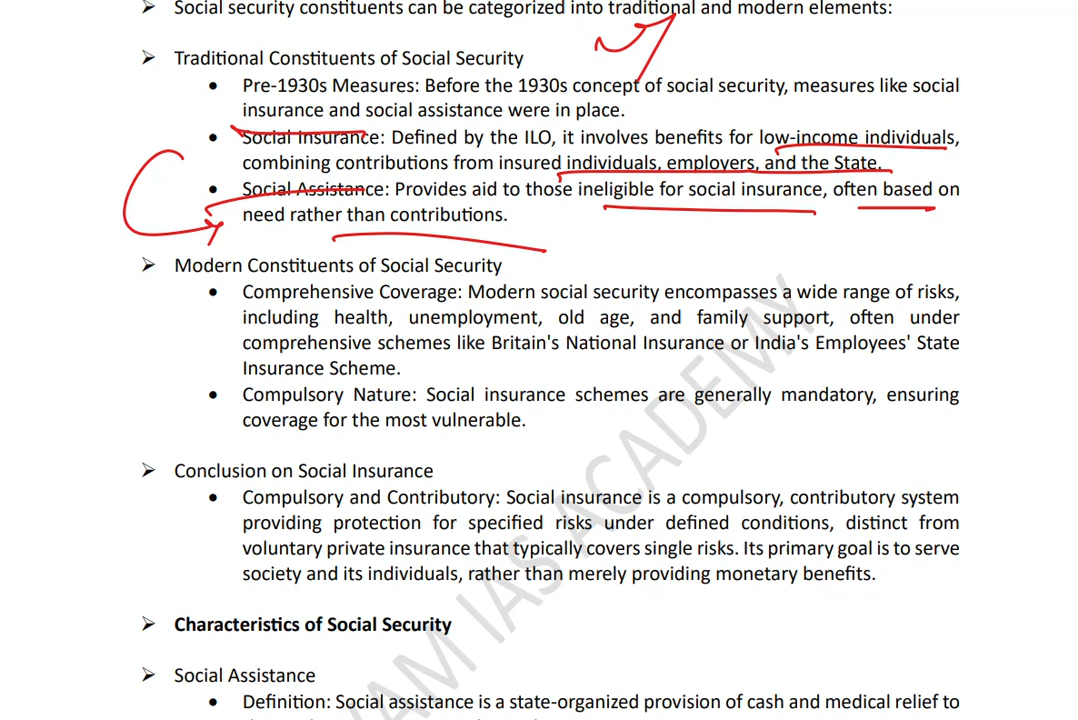 ➢ Social security constituents can be categorized into traditional and modern elements:
➢ Traditional Constituents of Social Security
• Pre-1930s Measures: Before the 1930s concept of social security, measures like social
insurance and social assistance were in place.
• Social Insurance: Defined by the ILO, it involves benefits for low-income individuals,
combining contributions from insured individuals, employers, and the State.
• Social Assistance: Provides aid to those ineligible for social insurance, often based on
need rather than contributions.
➢ Modern Constituents of Social Security
• Comprehensive Coverage: Modern social security encompasses a wide range of risks,
including health, unemployment, old age, and family support, often under
comprehensive schemes like Britain's National Insurance or India's Employees' State
Insurance Scheme.
• Compulsory Nature: Social insurance schemes are generally mandatory, ensuring
coverage for the most vulnerable.
➢ Conclusion on Social Insurance
• Compulsory and Contributory: Social insurance is a compulsory, contributory system
providing protection for specified risks under defined conditions, distinct from
voluntary private insurance that typically covers single risks. Its primary goal is to serve
society and its individuals, rather than merely providing monetary benefits.
➢ Characteristics of Social Security
➢ Social Assistance
• Definition: Social assistance is a state-organized provision of cash and medical relief to
IAS ACADEMY